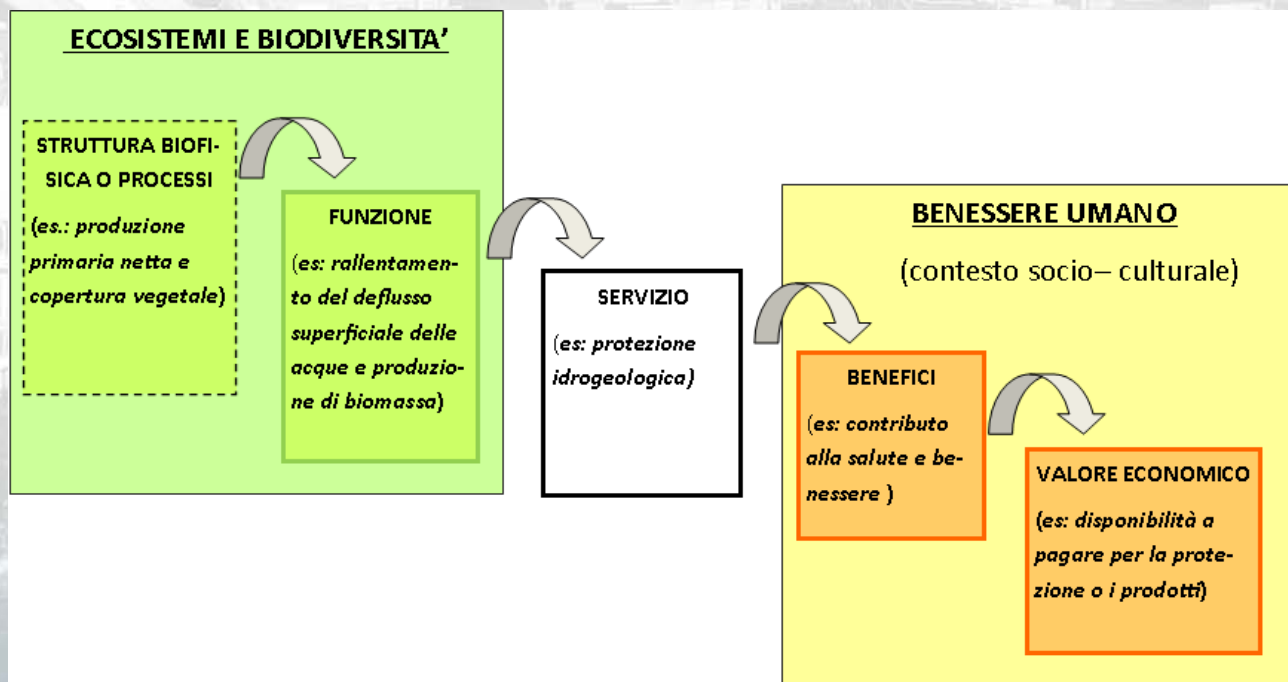 ECOSISTEMI E BIODIVERSITA’
STRUTTURA BIOFI-
SICA O PROCESSI
(es.: produzione
primaria netta e
copertura vegetale)
FUNZIONE
(es: rallentamen-
to del deflusso
superficiale delle
acque e produzio-
ne di biomassa)
SERVIZIO
(es: protezione
idrogeologica)
BENESSERE UMANO
(contesto socio– culturale)
BENEFICI
(es: contributo
alla salute e be-
nessere )
VALORE ECONOMICO
(es: disponibilità a
pagare per la prote-
zione o i prodotti)